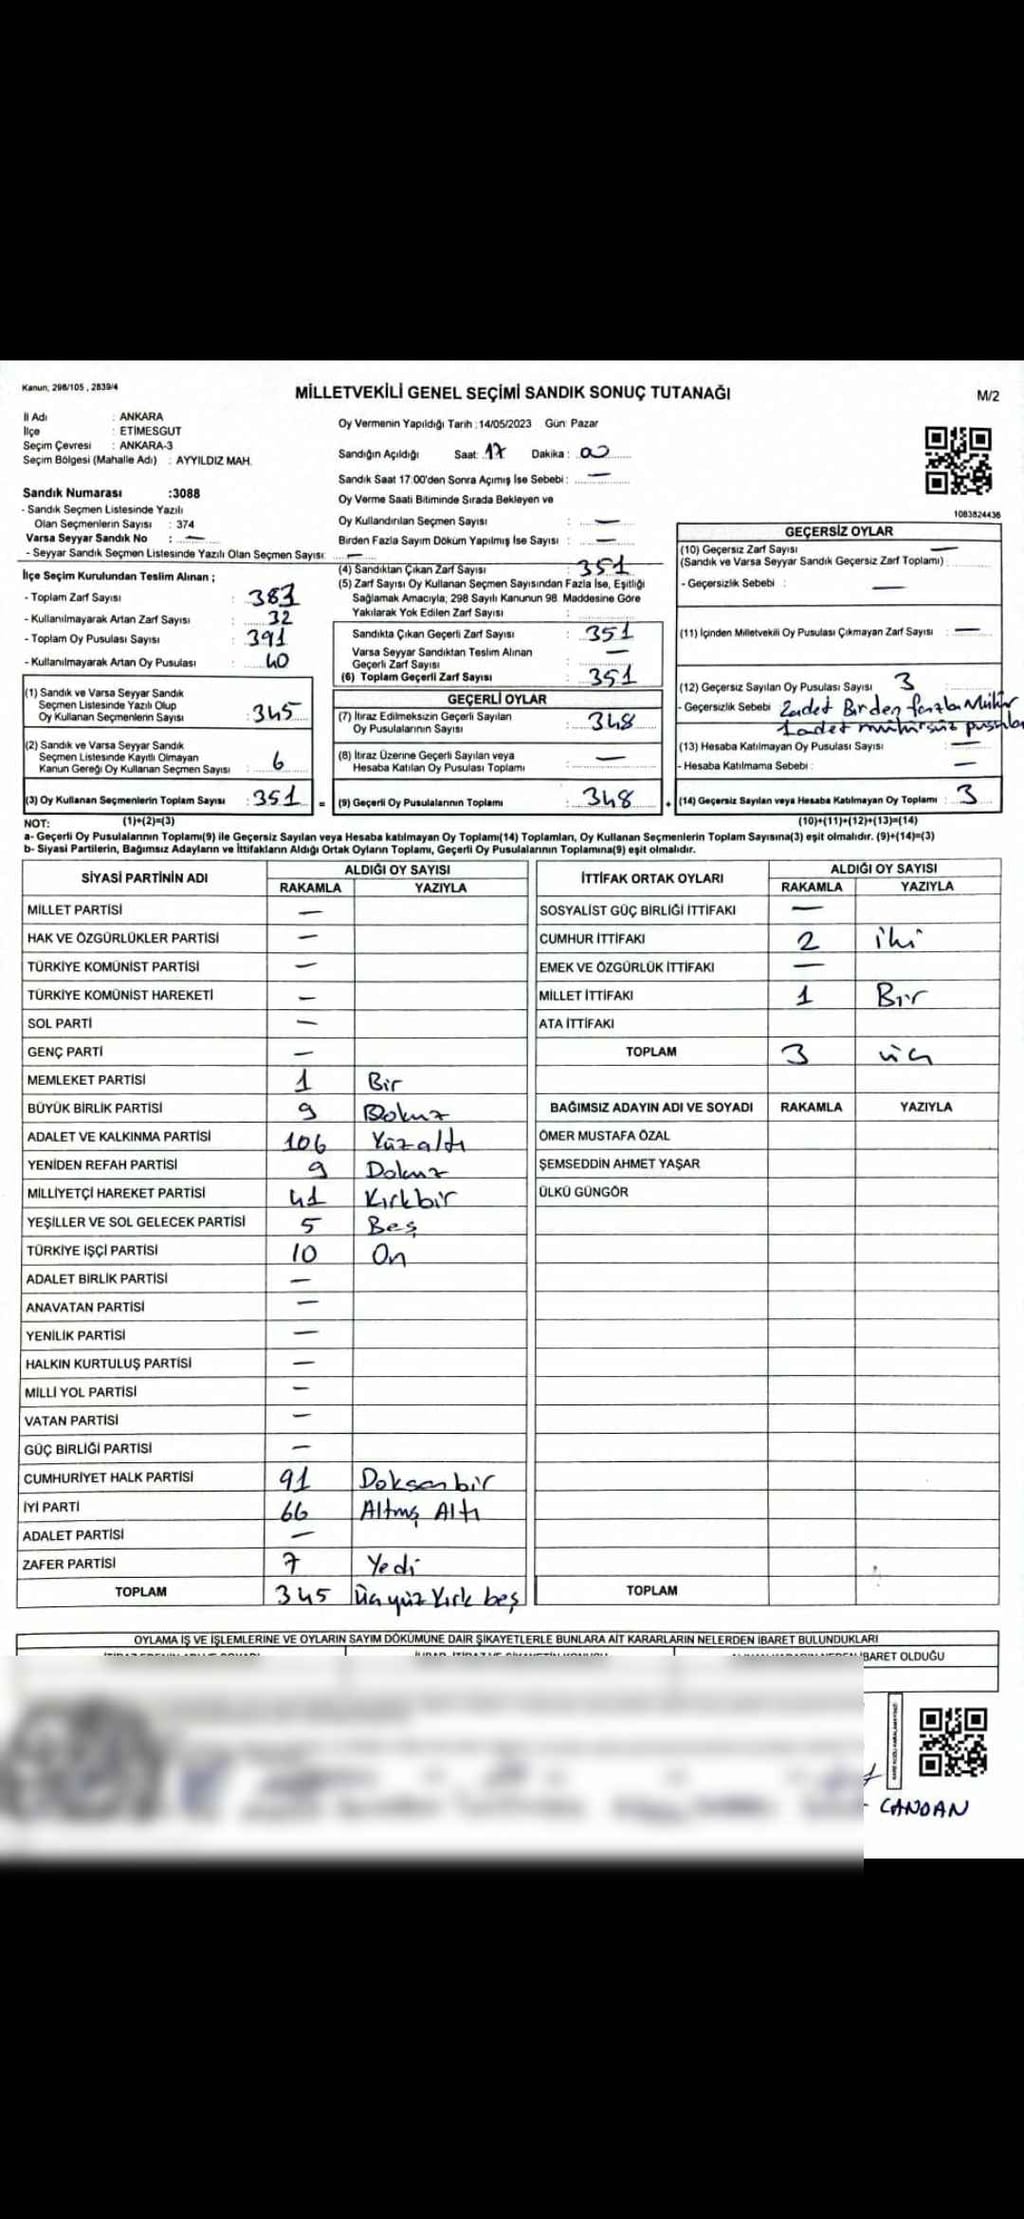 Kanun; 298/105 , 2839/4
MİLLETVEKİLİ GENEL SEÇİMİ SANDIK SONUÇ TUTANAĞI
M/2
İl Adı : ANKARA
İlçe : ETİMESGUT
Seçim Çevresi : ANKARA-3
Seçim Bölgesi (Mahalle Adı) : AYYILDIZ MAH.
Sandık Numarası :3088
- Sandık Seçmen Listesinde Yazılı
Olan Seçmenlerin Sayısı : 374
Varsa Seyyar Sandık No : —
- Seyyar Sandık Seçmen Listesinde Yazılı Olan Seçmen Sayısı: —
Oy Vermenin Yapıldığı Tarih :14/05/2023 Gün: Pazar
Sandığın Açıldığı Saat: 17 Dakika : 00
Sandık Saat 17:00'den Sonra Açımış İse Sebebi : —
Oy Verme Saati Bitiminde Sırada Bekleyen ve
Oy Kullandırılan Seçmen Sayısı : —
Birden Fazla Sayım Döküm Yapılmış İse Sayısı : —
1083824436
İlçe Seçim Kurulundan Teslim Alınan ;
- Toplam Zarf Sayısı : 383
- Kullanılmayarak Artan Zarf Sayısı : 32
- Toplam Oy Pusulası Sayısı : 391
- Kullanılmayarak Artan Oy Pusulası : 40
(1) Sandık ve Varsa Seyyar Sandık
Seçmen Listesinde Yazılı Olup
Oy Kullanan Seçmenlerin Sayısı : 345
(2) Sandık ve Varsa Seyyar Sandık
Seçmen Listesinde Kayıtlı Olmayan
Kanun Gereği Oy Kullanan Seçmen Sayısı : 6
(3) Oy Kullanan Seçmenlerin Toplam Sayısı : 351 =
(4) Sandıktan Çıkan Zarf Sayısı : 351
(5) Zarf Sayısı Oy Kullanan Seçmen Sayısından Fazla İse, Eşitliği
Sağlamak Amacıyla; 298 Sayılı Kanunun 98. Maddesine Göre
Yakılarak Yok Edilen Zarf Sayısı :
Sandıkta Çıkan Geçerli Zarf Sayısı : 351
Varsa Seyyar Sandıktan Teslim Alınan
Geçerli Zarf Sayısı : —
(6) Toplam Geçerli Zarf Sayısı : 351
GEÇERLİ OYLAR
(7) İtiraz Edilmeksizin Geçerli Sayılan
Oy Pusulalarının Sayısı : 348
(8) İtiraz Üzerine Geçerli Sayılan veya
Hesaba Katılan Oy Pusulası Toplamı : —
(9) Geçerli Oy Pusulalarının Toplamı : 348 +
GEÇERSİZ OYLAR
(10) Geçersiz Zarf Sayısı —
(Sandık ve Varsa Seyyar Sandık Geçersiz Zarf Toplamı) :
- Geçersizlik Sebebi : —
(11) İçinden Milletvekili Oy Pusulası Çıkmayan Zarf Sayısı : —
(12) Geçersiz Sayılan Oy Pusulası Sayısı : 3
- Geçersizlik Sebebi : 2adet Birden fazla Mühür
1 adet mühürsüz pusula
(13) Hesaba Katılmayan Oy Pusulası Sayısı : —
- Hesaba Katılmama Sebebi : —
(14) Geçersiz Sayılan veya Hesaba Katılmayan Oy Toplamı : 3
NOT: (1)+(2)=(3)
(10)+(11)+(12)+(13)=(14)
a- Geçerli Oy Pusulalarının Toplamı(9) ile Geçersiz Sayılan veya Hesaba katılmayan Oy Toplamı(14) Toplamları, Oy Kullanan Seçmenlerin Toplam Sayısına(3) eşit olmalıdır. (9)+(14)=(3)
b- Siyasi Partilerin, Bağımsız Adayların ve İttifakların Aldığı Ortak Oyların Toplamı, Geçerli Oy Pusulalarının Toplamına(9) eşit olmalıdır.
SİYASİ PARTİNİN ADI ALDIĞI OY SAYISI
RAKAMLA YAZIYLA
MİLLET PARTİSİ —
HAK VE ÖZGÜRLÜKLER PARTİSİ —
TÜRKİYE KOMÜNİST PARTİSİ —
TÜRKİYE KOMÜNİST HAREKETİ —
SOL PARTİ —
GENÇ PARTİ —
MEMLEKET PARTİSİ 1 Bir
BÜYÜK BİRLİK PARTİSİ 9 Dokuz
ADALET VE KALKINMA PARTİSİ 106 Yüzaltı
YENİDEN REFAH PARTİSİ 9 Dokuz
MİLLİYETÇİ HAREKET PARTİSİ 41 Kırkbir
YEŞİLLER VE SOL GELECEK PARTİSİ 5 Beş
TÜRKİYE İŞÇİ PARTİSİ 10 On
ADALET BİRLİK PARTİSİ —
ANAVATAN PARTİSİ —
YENİLİK PARTİSİ —
HALKIN KURTULUŞ PARTİSİ —
MİLLİ YOL PARTİSİ —
VATAN PARTİSİ —
GÜÇ BİRLİĞİ PARTİSİ —
CUMHURİYET HALK PARTİSİ 91 Doksanbir
İYİ PARTİ 66 Altmış Altı
ADALET PARTİSİ —
ZAFER PARTİSİ 7 Yedi
TOPLAM 345 Üçyüz Kırk beş
İTTİFAK ORTAK OYLARI ALDIĞI OY SAYISI
RAKAMLA YAZIYLA
SOSYALİST GÜÇ BİRLİĞİ İTTİFAKI —
CUMHUR İTTİFAKI 2 iki
EMEK VE ÖZGÜRLÜK İTTİFAKI —
MİLLET İTTİFAKI 1 Bir
ATA İTTİFAKI
TOPLAM 3 üç
BAĞIMSIZ ADAYIN ADI VE SOYADI RAKAMLA YAZIYLA
ÖMER MUSTAFA ÖZAL
ŞEMSEDDİN AHMET YAŞAR
ÜLKÜ GÜNGÖR
TOPLAM
OYLAMA İŞ VE İŞLEMLERİNE VE OYLARIN SAYIM DÖKÜMÜNE DAİR ŞİKAYETLERLE BUNLARA AİT KARARLARIN NELERDEN İBARET BULUNDUKLARI
İBARET OLDUĞU
CANDAN